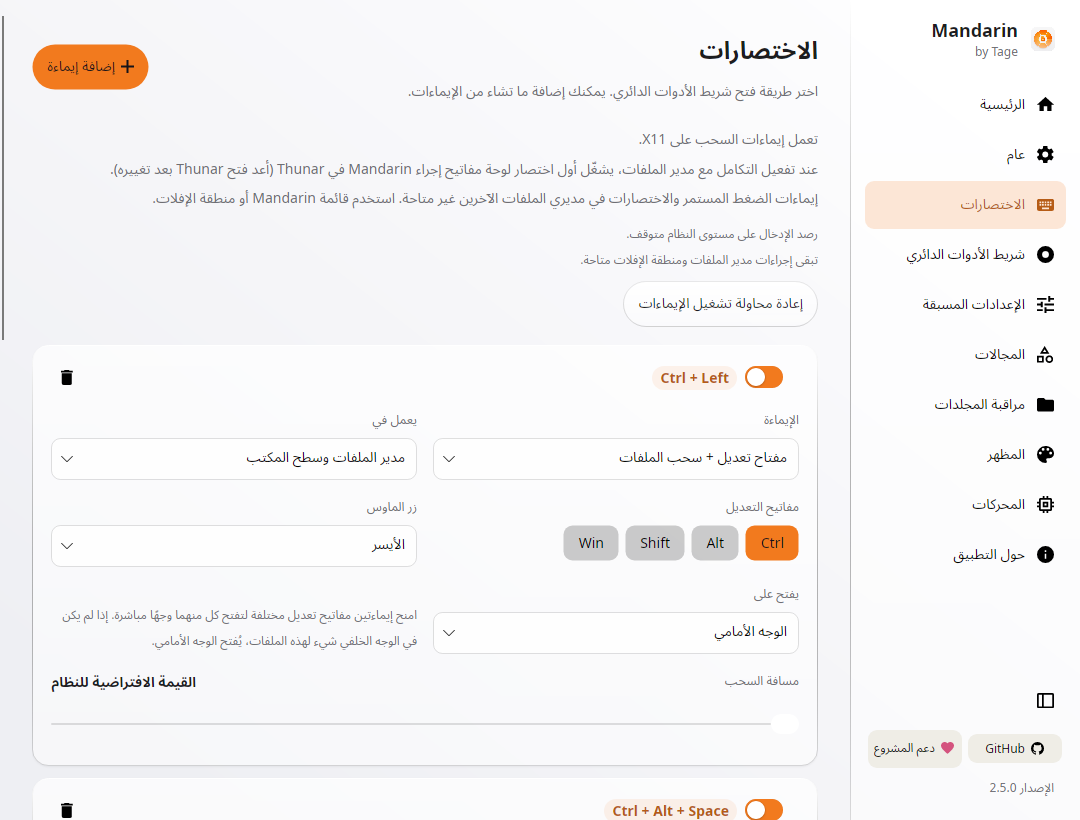 Mandarin
by Tage
الرئيسية
عام
الاختصارات
شريط الأدوات الدائري
الإعدادات المسبقة
المجالات
مراقبة المجلدات
المظهر
المحركات
حول التطبيق
GitHub
دعم المشروع
الإصدار 2.5.0
الاختصارات
إضافة إيماءة
اختر طريقة فتح شريط الأدوات الدائري. يمكنك إضافة ما تشاء من الإيماءات.
تعمل إيماءات السحب على X11.
عند تفعيل التكامل مع مدير الملفات، يشغّل أول اختصار لوحة مفاتيح إجراء Mandarin في Thunar (أعد فتح Thunar بعد تغييره).
إيماءات الضغط المستمر والاختصارات في مديري الملفات الآخرين غير متاحة. استخدم قائمة Mandarin أو منطقة الإفلات.
رصد الإدخال على مستوى النظام متوقف.
تبقى إجراءات مدير الملفات ومنطقة الإفلات متاحة.
إعادة محاولة تشغيل الإيماءات
Ctrl + Left
الإيماءة
يعمل في
مفتاح تعديل + سحب الملفات
مدير الملفات وسطح المكتب
مفاتيح التعديل
زر الماوس
Ctrl
Alt
Shift
Win
الأيسر
يفتح على
الوجه الأمامي
امنح إيماءتين مفاتيح تعديل مختلفة لتفتح كل منهما وجهًا مباشرة. إذا لم يكن
في الوجه الخلفي شيء لهذه الملفات، يُفتح الوجه الأمامي.
مسافة السحب
القيمة الافتراضية للنظام
Ctrl + Alt + Space